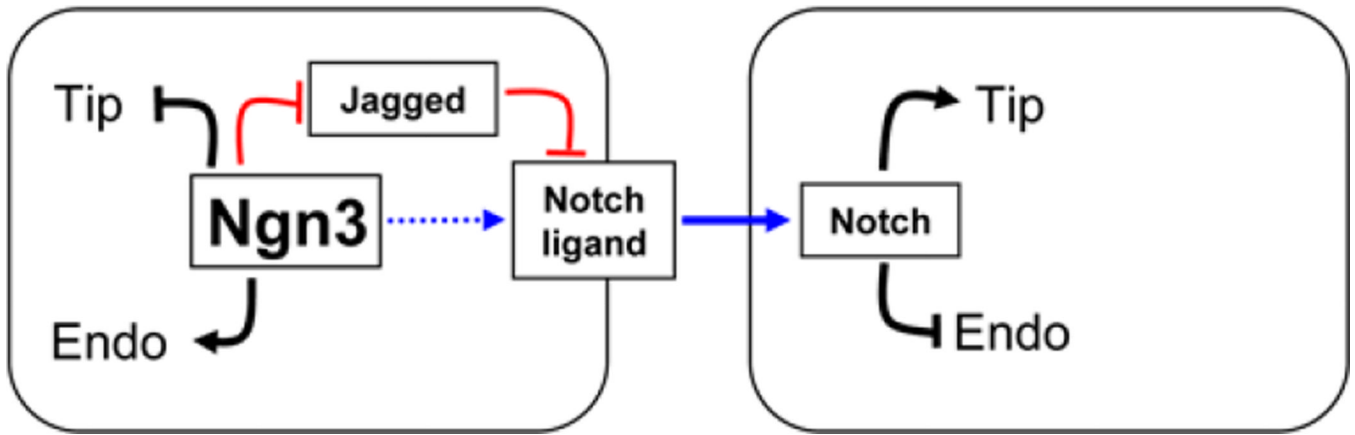 Tip
Jagged
Ngn3
Notch
ligand
Endo
Notch
Tip
Endo